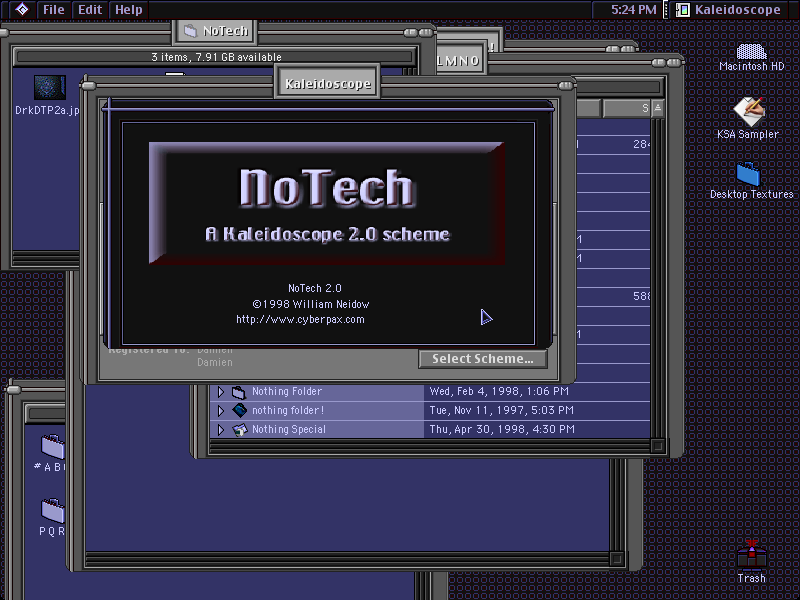 File Edit Help
5:24 PM
Kaleidoscope
NoTech
3 items, 7.91 GB available
LMNO
Macintosh HD
DrkDTP2a.jp
Kaleidoscope
S
KSA Sampler
284
NoTech
A Kaleidoscope 2.0 scheme
Desktop Textures
NoTech 2.0
588
©1998 William Neidow
http://www.cyberpax.com
Registered To: Damien
Damien
Select Scheme...
Nothing Folder Wed, Feb 4, 1998, 1:06 PM
nothing folder! Tue, Nov 11, 1997, 5:03 PM
Nothing Special Thu, Apr 30, 1998, 4:30 PM
# A B
P Q R
Trash